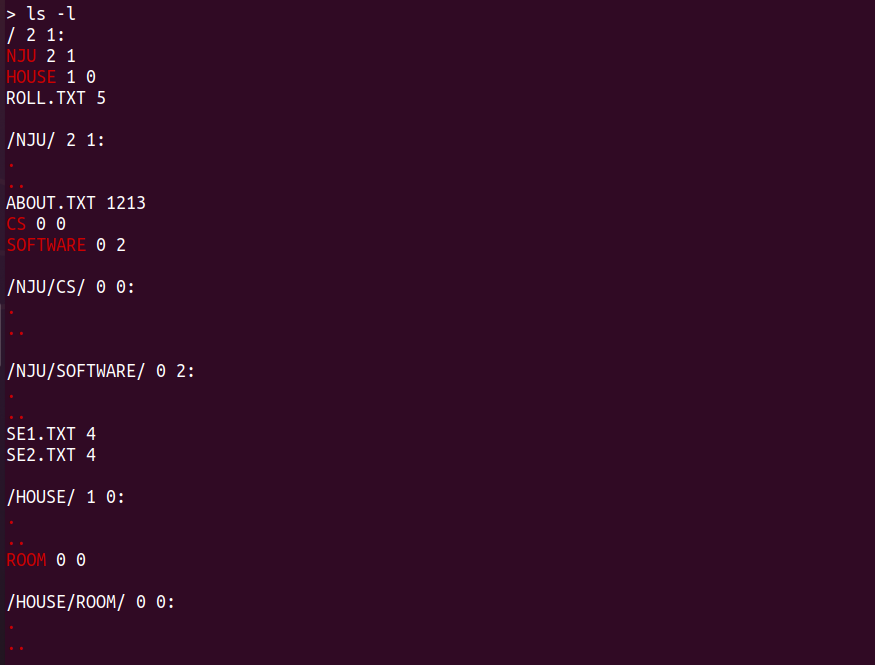 > ls -l
/ 2 1:
NJU 2 1
HOUSE 1 0
ROLL.TXT 5

/NJU/ 2 1:
.
..
ABOUT.TXT 1213
CS 0 0
SOFTWARE 0 2

/NJU/CS/ 0 0:
.
..

/NJU/SOFTWARE/ 0 2:
.
..
SE1.TXT 4
SE2.TXT 4

/HOUSE/ 1 0:
.
..
ROOM 0 0

/HOUSE/ROOM/ 0 0:
.
..